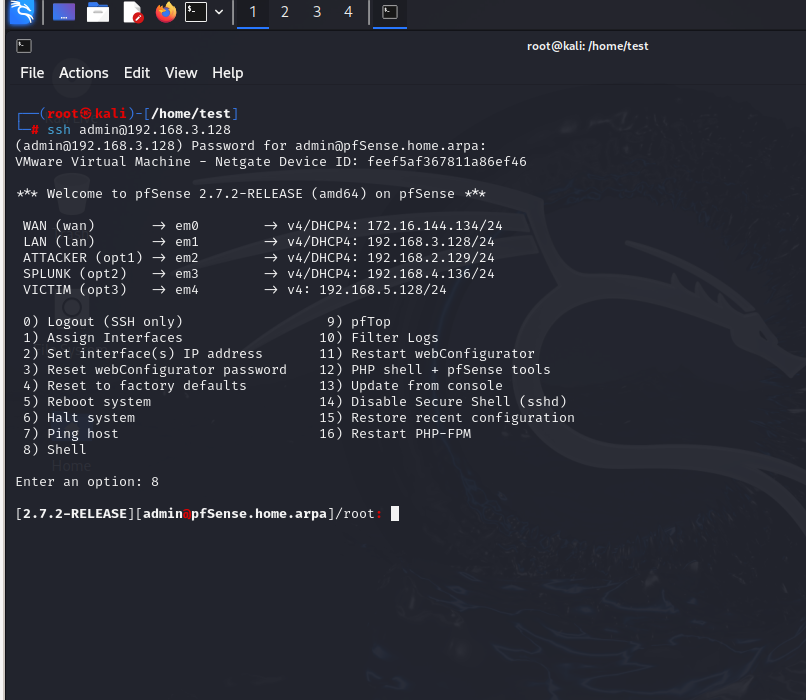 1 2 3 4
root@kali: /home/test
File Actions Edit View Help
┌──(root㉿kali)-[/home/test]
└─# ssh admin@192.168.3.128
(admin@192.168.3.128) Password for admin@pfSense.home.arpa:
VMware Virtual Machine - Netgate Device ID: feef5af367811a86ef46
*** Welcome to pfSense 2.7.2-RELEASE (amd64) on pfSense ***
WAN (wan) -> em0 -> v4/DHCP4: 172.16.144.134/24
LAN (lan) -> em1 -> v4/DHCP4: 192.168.3.128/24
ATTACKER (opt1) -> em2 -> v4/DHCP4: 192.168.2.129/24
SPLUNK (opt2) -> em3 -> v4/DHCP4: 192.168.4.136/24
VICTIM (opt3) -> em4 -> v4: 192.168.5.128/24
0) Logout (SSH only) 9) pfTop
1) Assign Interfaces 10) Filter Logs
2) Set interface(s) IP address 11) Restart webConfigurator
3) Reset webConfigurator password 12) PHP shell + pfSense tools
4) Reset to factory defaults 13) Update from console
5) Reboot system 14) Disable Secure Shell (sshd)
6) Halt system 15) Restore recent configuration
7) Ping host 16) Restart PHP-FPM
8) Shell
Home
Enter an option: 8
[2.7.2-RELEASE][admin@pfSense.home.arpa]/root: